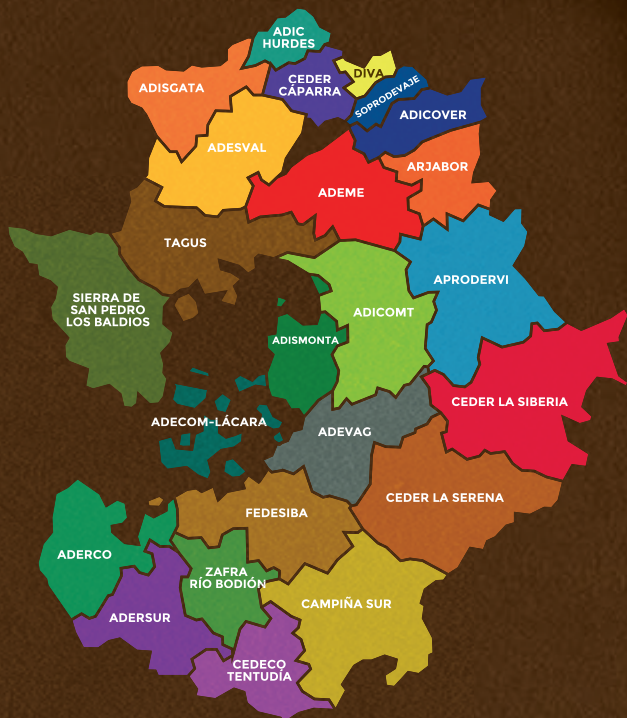 ADIC
HURDES
DIVA
CEDER
CÁPARRA
ADISGATA
SOPRODEVAJE
ADICOVER
ADESVAL
ARJABOR
ADEME
TAGUS
APRODERVI
SIERRA DE
SAN PEDRO
LOS BALDIOS
ADICOMT
ADISMONTA
CEDER LA SIBERIA
ADECOM-LÁCARA
ADEVAG
CEDER LA SERENA
FEDESIBA
ADERCO
ZAFRA
RÍO BODIÓN
CAMPIÑA SUR
ADERSUR
CEDECO
TENTUDÍA